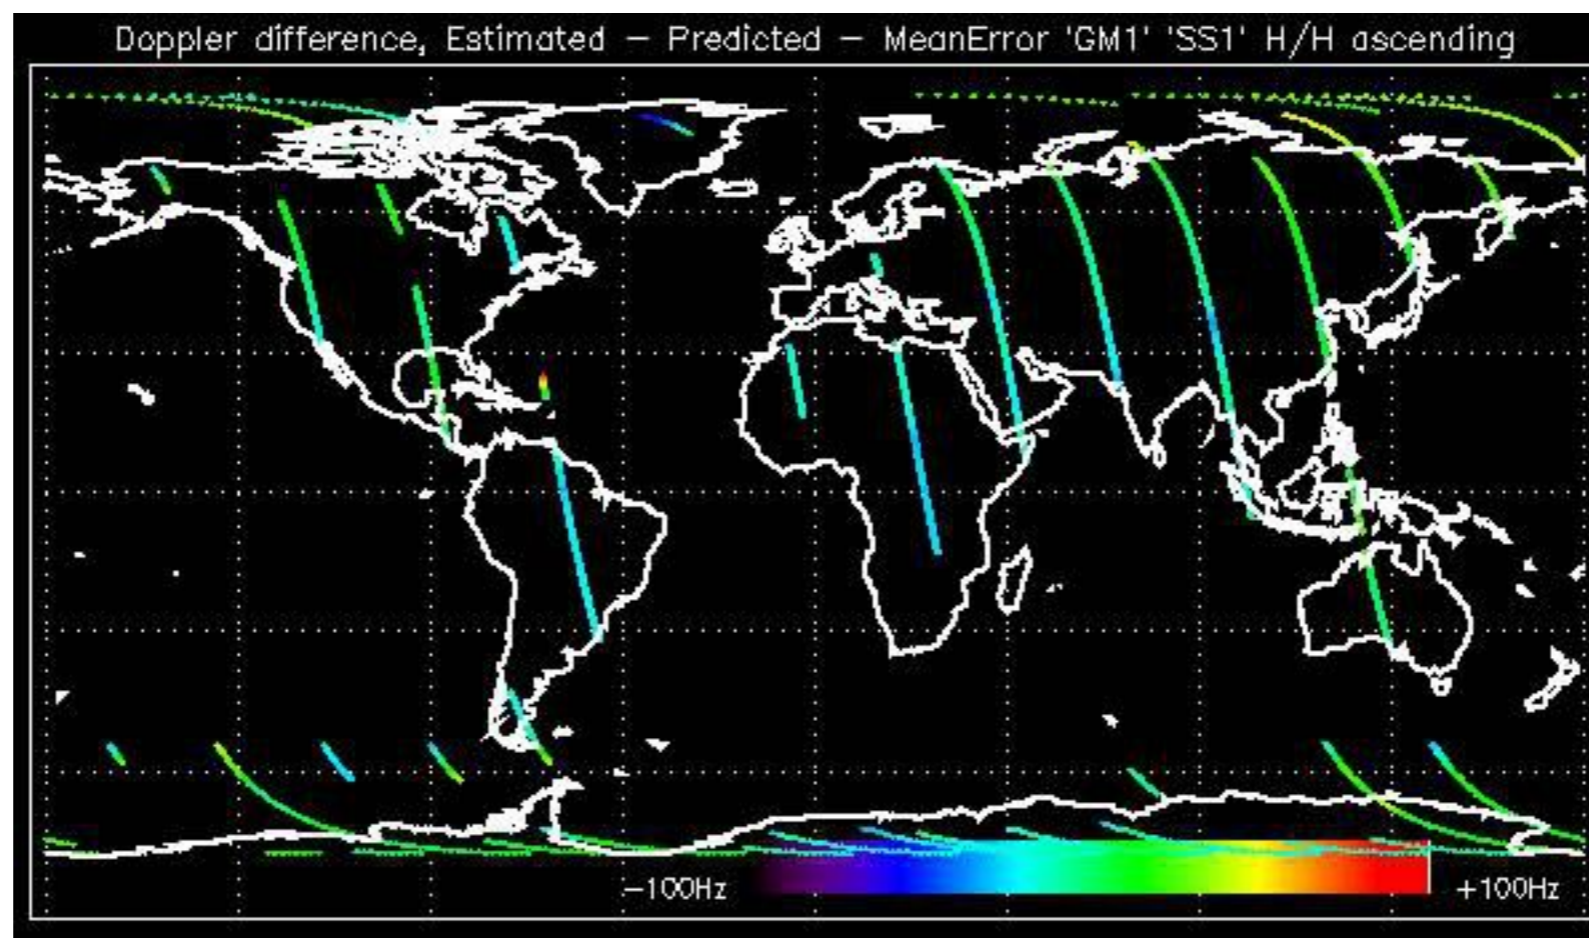 Doppler difference, Estimated — Predicted — MeanError 'GM1' 'SS1' H/H ascending
−100Hz +100Hz